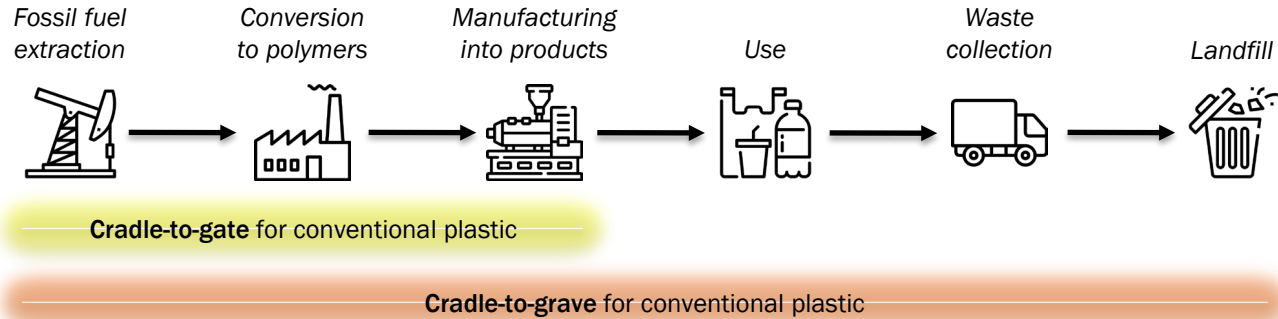 Fossil fuel
extraction
Conversion
to polymers
Manufacturing
into products
Use
Waste
collection
Landfill
Cradle-to-gate for conventional plastic
Cradle-to-grave for conventional plastic